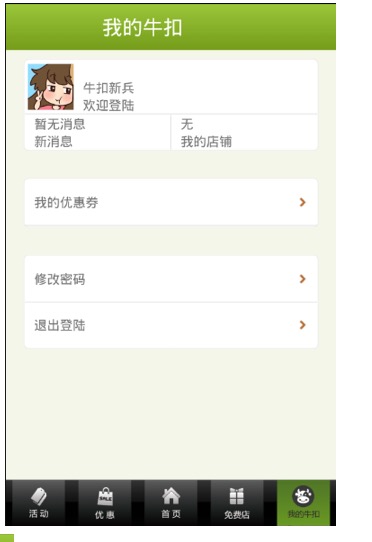 我的牛扣
牛扣新兵
欢迎登陆
暂无消息
新消息
无
我的店铺
我的优惠券
修改密码
退出登陆
活动
SALE
优惠
首页
免费店
我的牛扣